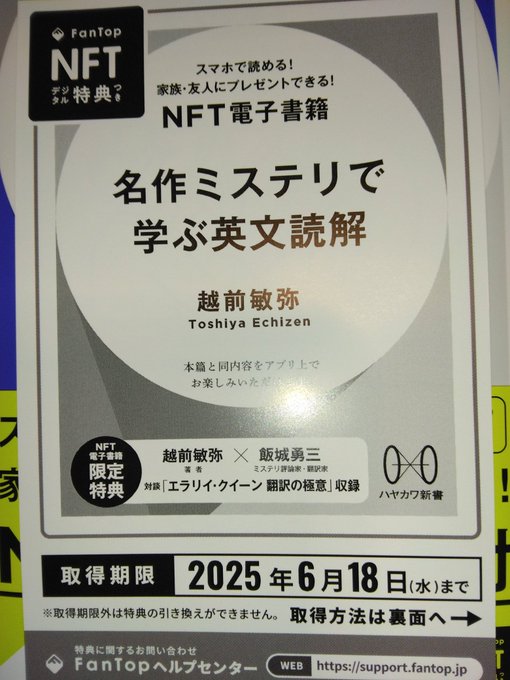 FanTop
NFT
デジタル特典つき
スマホで読める!
家族・友人にプレゼントできる!
NFT電子書籍
名作ミステリで
学ぶ英文読解
越前敏弥
Toshiya Echizen
本篇と同内容をアプリ上で
お楽しみいただけ
NFT
電子書籍
限定
特典
越前敏弥 × 飯城勇三
著者 ミステリ評論家・翻訳家
対談「エラリイ・クイーン 翻訳の極意」収録
ハヤカワ新書
取得期限 2025年6月18日(水)まで
※取得期限外は特典の引き換えができません。 取得方法は裏面へ→
特典に関するお問い合わせ
FanTopヘルプセンター WEB https://support.fantop.jp